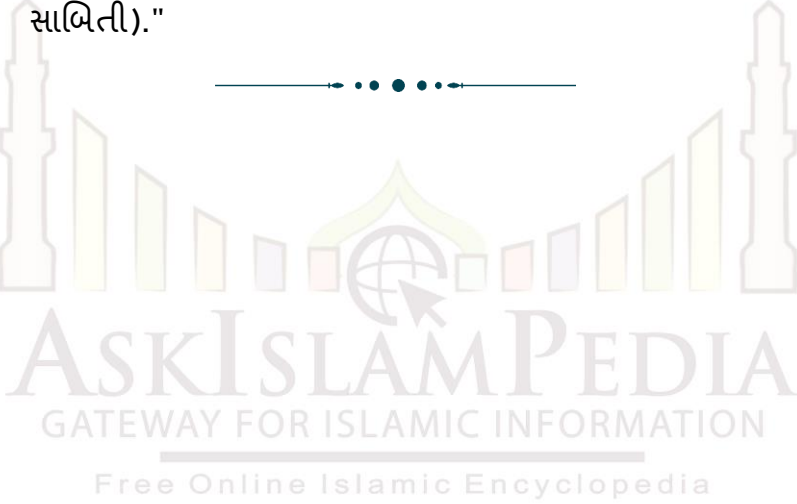 સાબિતી)."
ASKISLAMPEDIA
GATEWAY FOR ISLAMIC INFORMATION
Free Online Islamic Encyclopedia